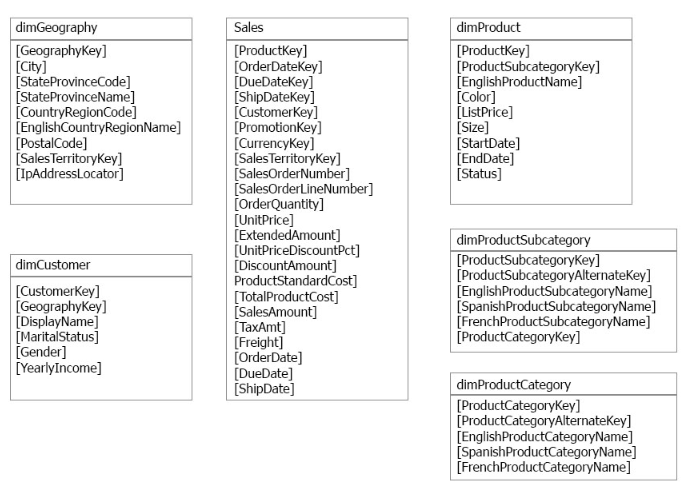 dimGeography
[GeographyKey]
[City]
[StateProvinceCode]
[StateProvinceName]
[CountryRegionCode]
[EnglishCountryRegionName]
[PostalCode]
[SalesTerritoryKey]
[IpAddressLocator]
dimCustomer
[CustomerKey]
[GeographyKey]
[DisplayName]
[MaritalStatus]
[Gender]
[YearlyIncome]
Sales
[ProductKey]
[OrderDateKey]
[DueDateKey]
[ShipDateKey]
[CustomerKey]
[PromotionKey]
[CurrencyKey]
[SalesTerritoryKey]
[SalesOrderNumber]
[SalesOrderLineNumber]
[OrderQuantity]
[UnitPrice]
[ExtendedAmount]
[UnitPriceDiscountPct]
[DiscountAmount]
ProductStandardCost]
[TotalProductCost]
[SalesAmount]
[TaxAmt]
[Freight]
[OrderDate]
[DueDate]
[ShipDate]
dimProduct
[ProductKey]
[ProductSubcategoryKey]
[EnglishProductName]
[Color]
[ListPrice]
[Size]
[StartDate]
[EndDate]
[Status]
dimProductSubcategory
[ProductSubcategoryKey]
[ProductSubcategoryAlternateKey]
[EnglishProductSubcategoryName]
[SpanishProductSubcategoryName]
[FrenchProductSubcategoryName]
[ProductCategoryKey]
dimProductCategory
[ProductCategoryKey]
[ProductCategoryAlternateKey]
[EnglishProductCategoryName]
[SpanishProductCategoryName]
[FrenchProductCategoryName]